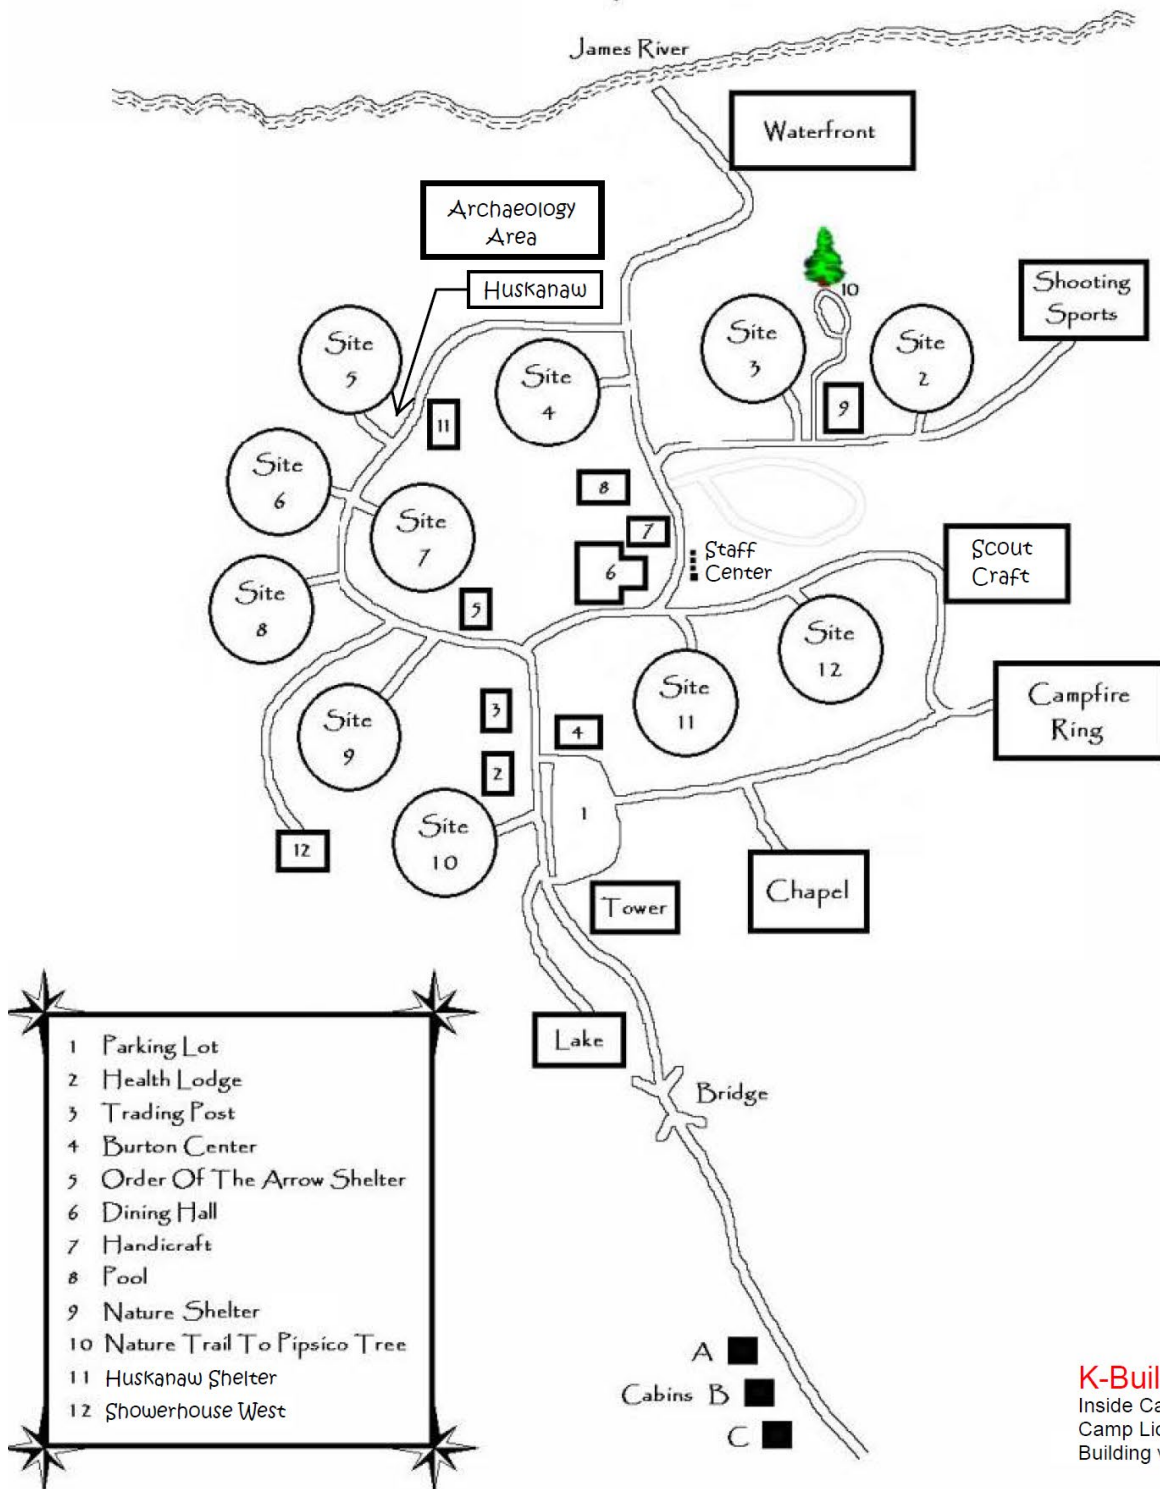 James River
Waterfront
Archaeology
Area
Huskanaw
10
Shooting
Sports
Site
5
Site
4
Site
3
Site
2
9
11
Site
6
Site
7
8
7
6
Staff
Center
Scout
Craft
Site
8
5
Site
12
Site
11
Campfire
Ring
Site
9
3
4
2
1
Site
10
12
Chapel
Tower
Lake
Bridge
1 Parking Lot
2 Health Lodge
3 Trading Post
4 Burton Center
5 Order Of The Arrow Shelter
6 Dining Hall
7 Handicraft
8 Pool
9 Nature Shelter
10 Nature Trail To Pipsico Tree
11 Huskanaw Shelter
12 Showerhouse West
A
Cabins B
C
K-Buil
Inside Ca
Camp Lic
Building